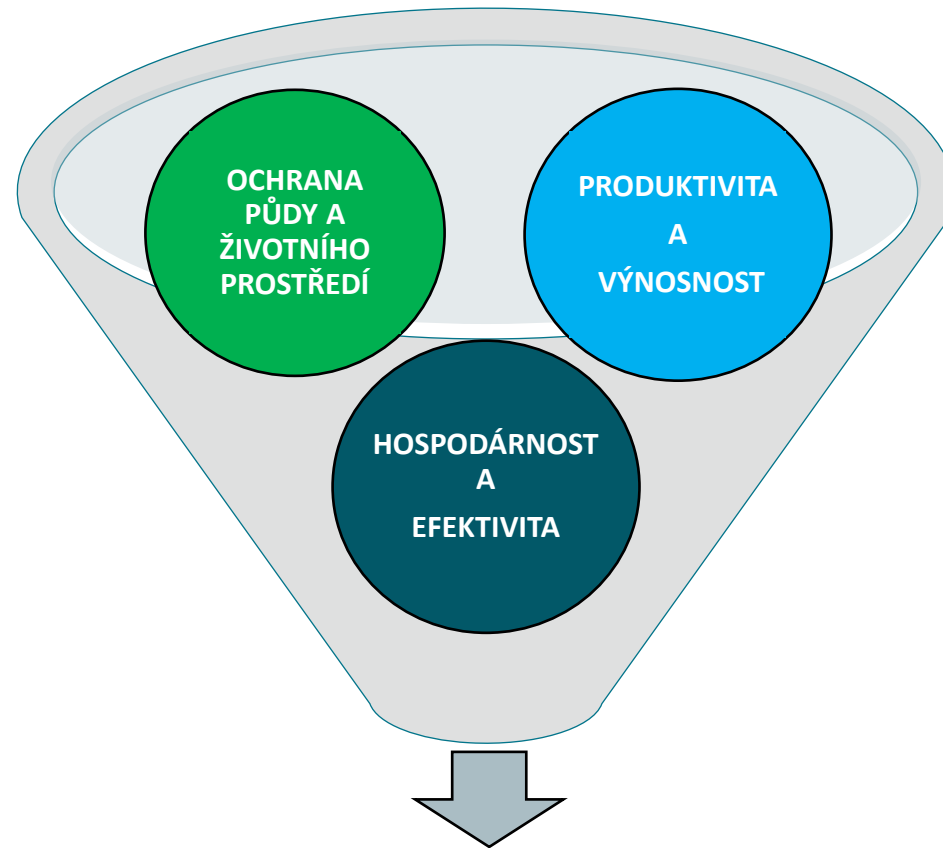 OCHRANA
PŮDY A
ŽIVOTNÍHO
PROSTŘEDÍ
PRODUKTIVITA
A
VÝNOSNOST
HOSPODÁRNOST
A
EFEKTIVITA